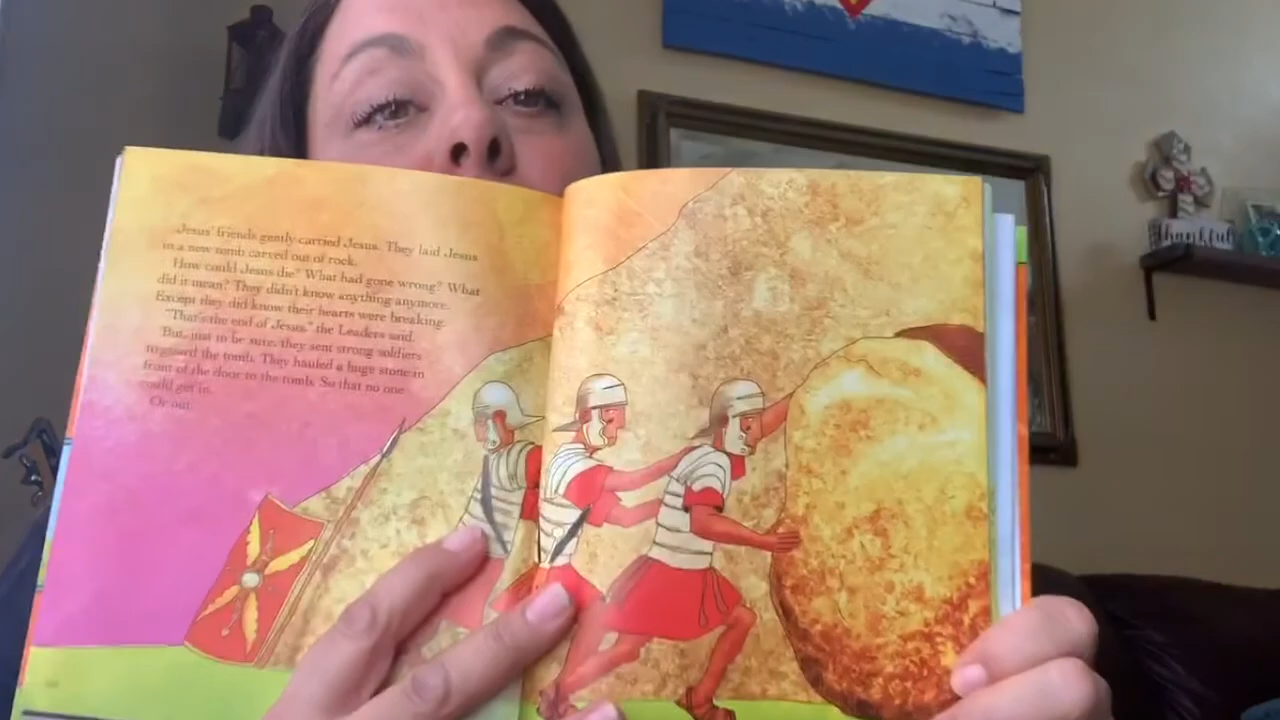 Jesus' friends gently carried Jesus. They laid Jesus
in a new tomb carved out of rock.
How could Jesus die? What had gone wrong? What
did it mean? They didn't know anything anymore.
Except they did know their hearts were breaking.
"That's the end of Jesus," the Leaders said.
But, just to be sure, they sent strong soldiers
to guard the tomb. They hauled a huge stone in
front of the door to the tomb. So that no one
could get in.
Or out.
thankful